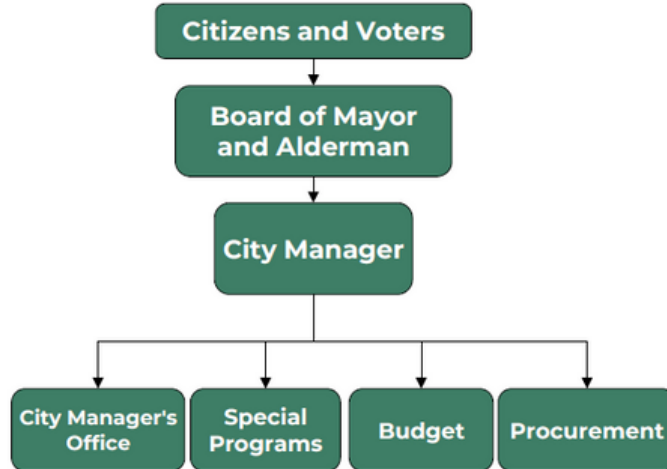 Citizens and Voters
Board of Mayor
and Alderman
City Manager
City Manager's
Office
Special
Programs
Budget
Procurement